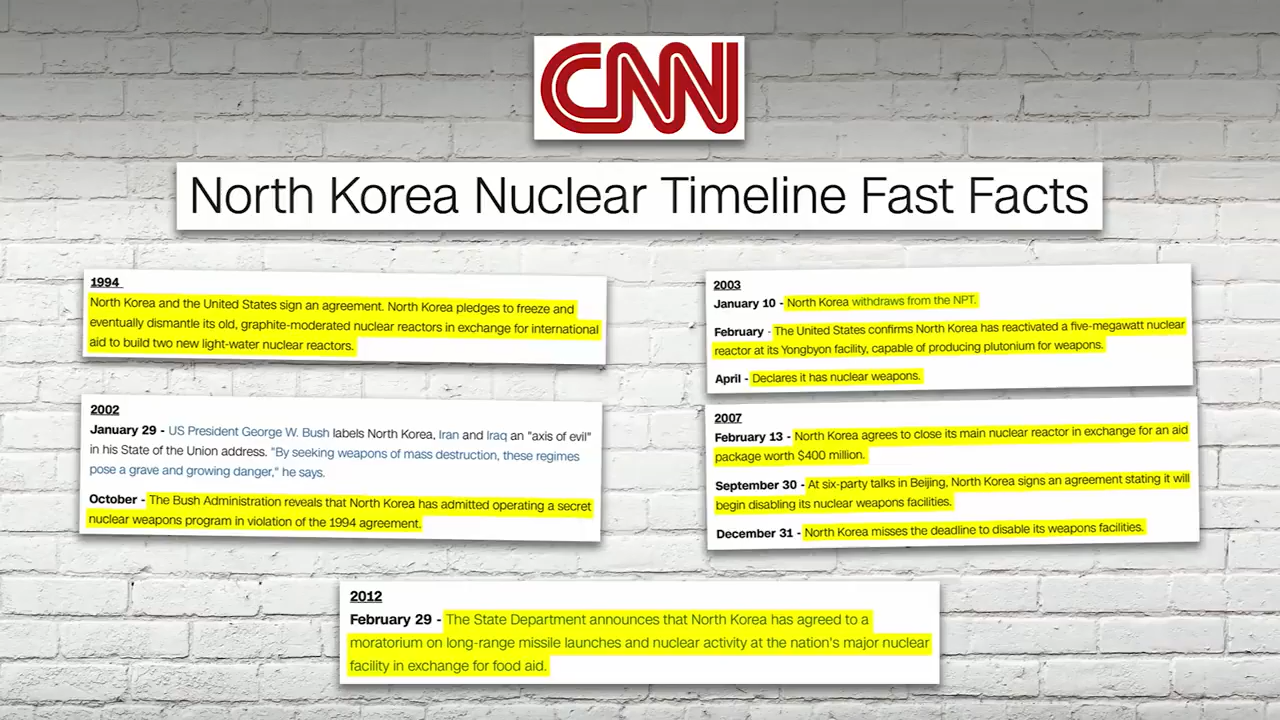 CNN
North Korea Nuclear Timeline Fast Facts
1994
North Korea and the United States sign an agreement. North Korea pledges to freeze and
eventually dismantle its old, graphite-moderated nuclear reactors in exchange for international
aid to build two new light-water nuclear reactors.
2002
January 29 - US President George W. Bush labels North Korea, Iran and Iraq an "axis of evil"
in his State of the Union address. "By seeking weapons of mass destruction, these regimes
pose a grave and growing danger," he says.
October - The Bush Administration reveals that North Korea has admitted operating a secret
nuclear weapons program in violation of the 1994 agreement.
2003
January 10 - North Korea withdraws from the NPT.
February - The United States confirms North Korea has reactivated a five-megawatt nuclear
reactor at its Yongbyon facility, capable of producing plutonium for weapons.
April - Declares it has nuclear weapons.
2007
February 13 - North Korea agrees to close its main nuclear reactor in exchange for an aid
package worth $400 million.
September 30 - At six-party talks in Beijing, North Korea signs an agreement stating it will
begin disabling its nuclear weapons facilities.
December 31 - North Korea misses the deadline to disable its weapons facilities.
2012
February 29 - The State Department announces that North Korea has agreed to a
moratorium on long-range missile launches and nuclear activity at the nation's major nuclear
facility in exchange for food aid.